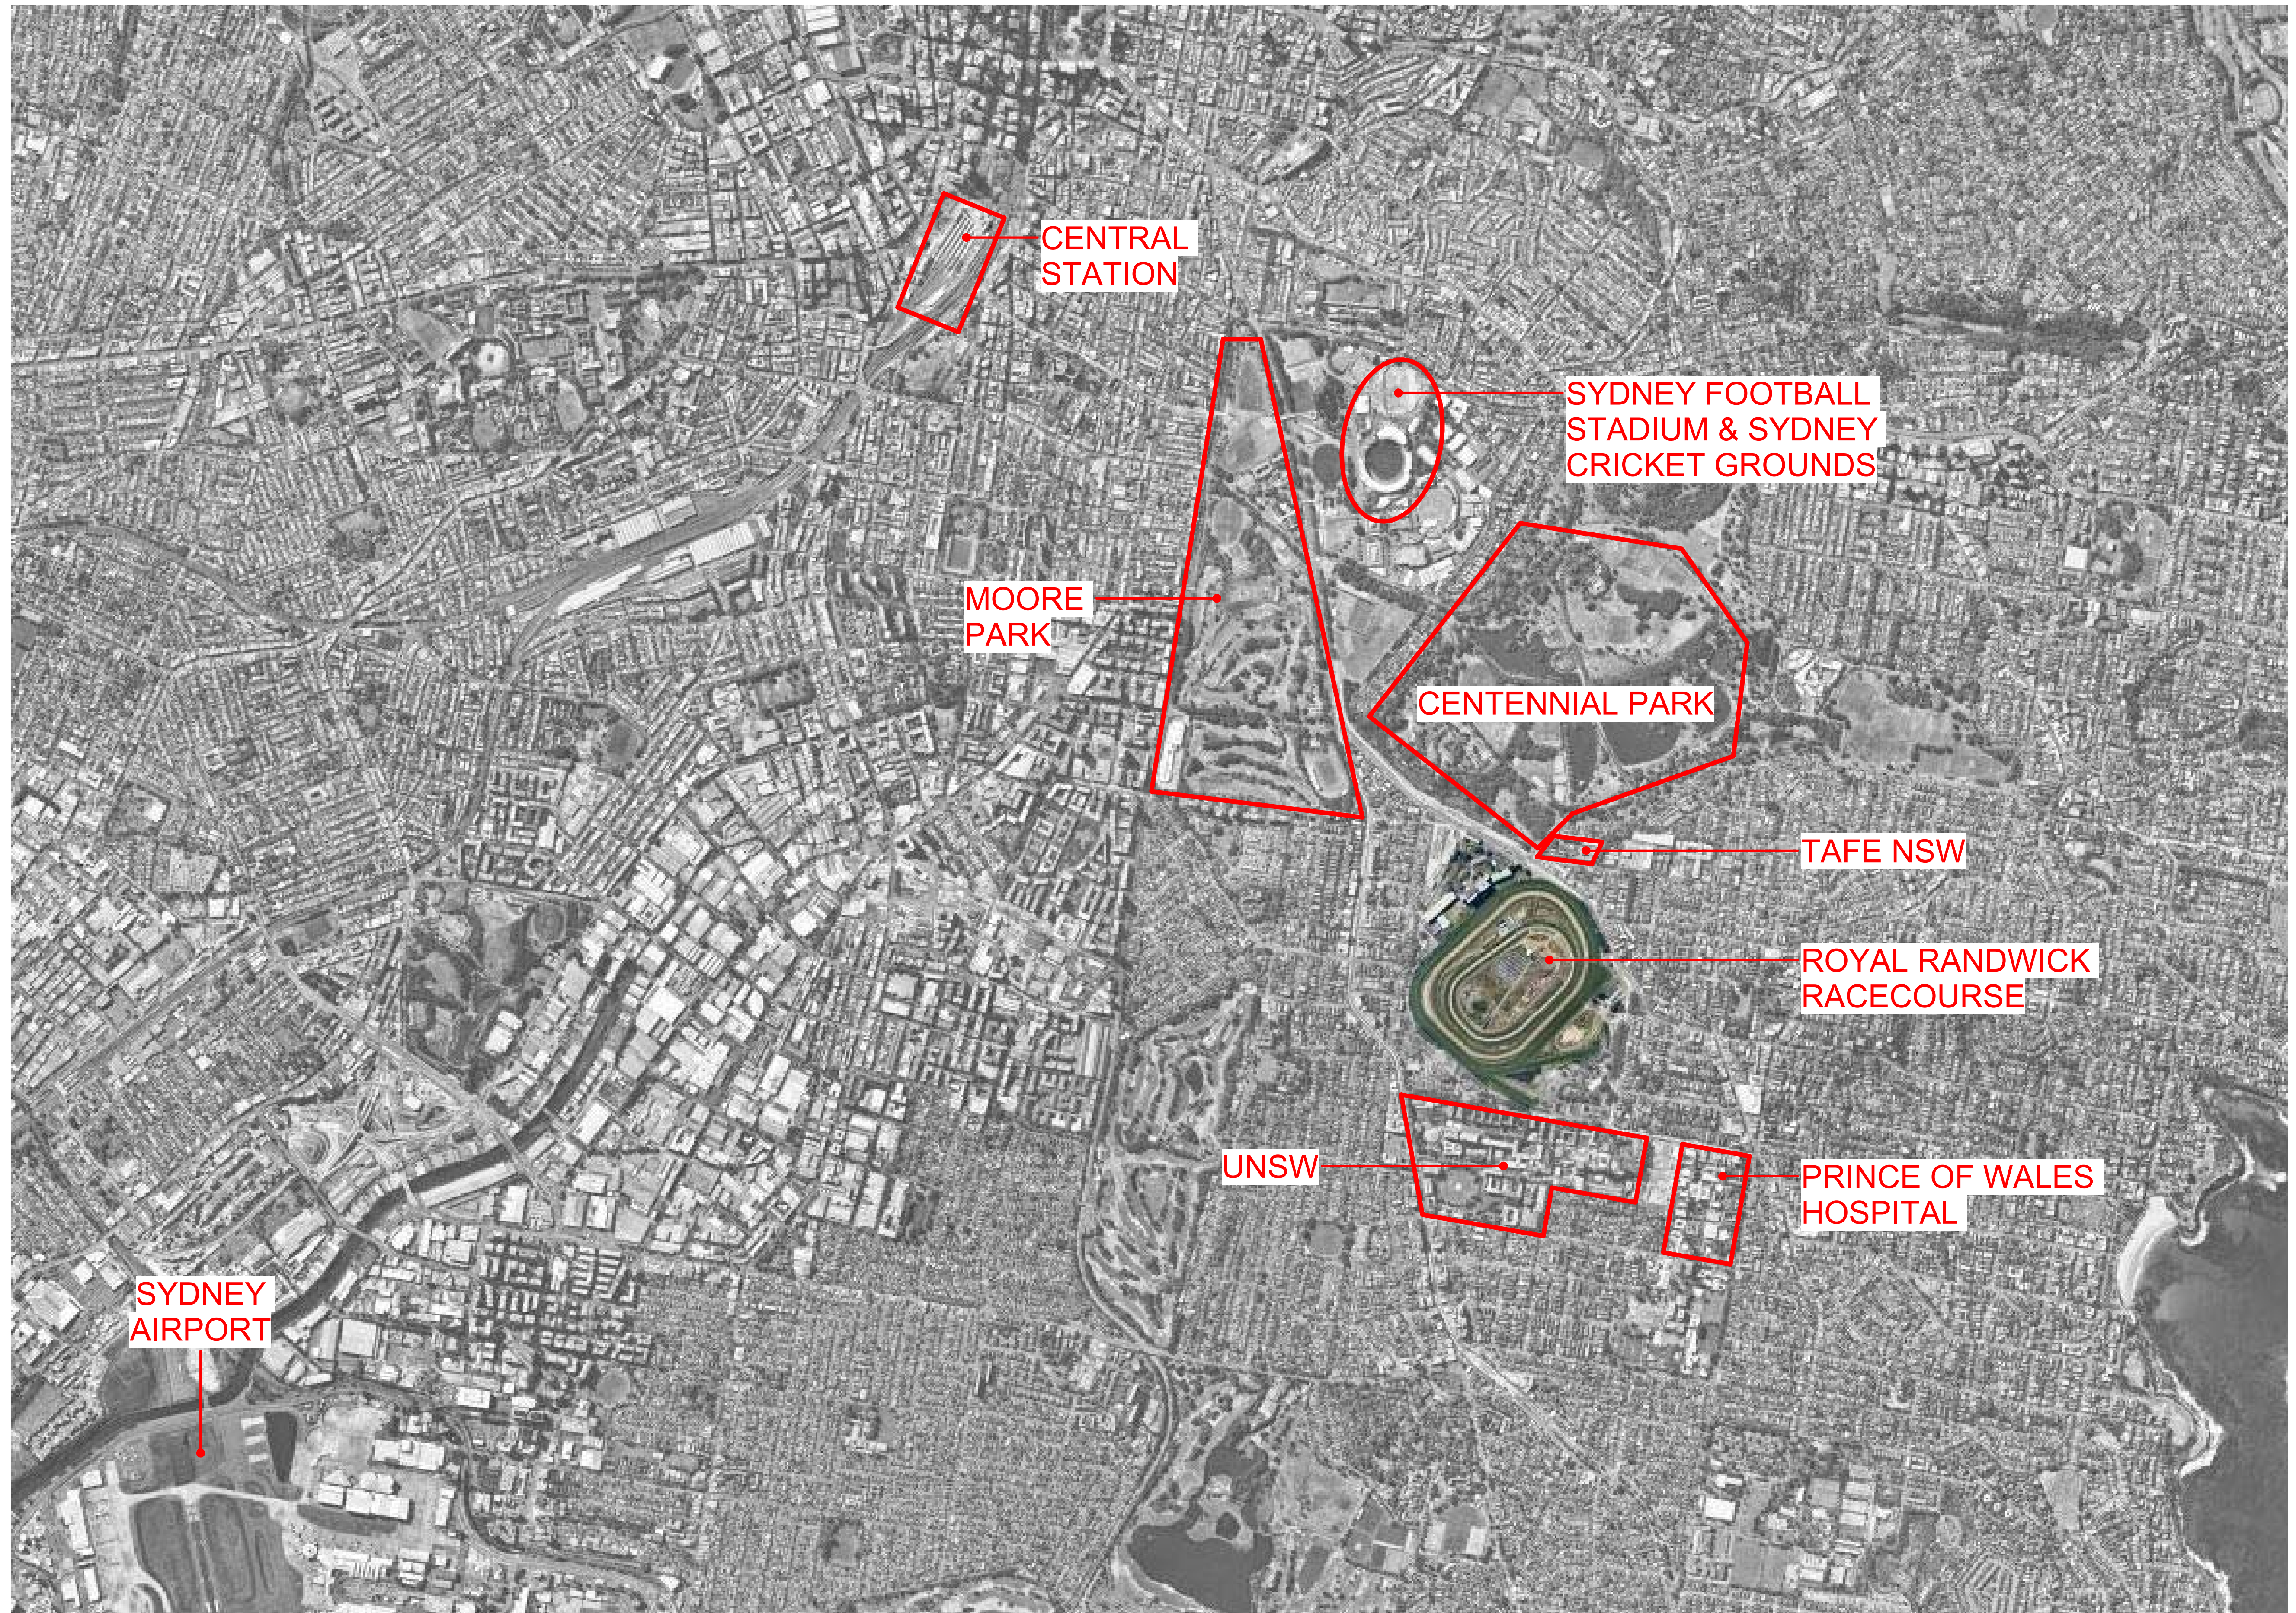 CENTRAL
STATION
SYDNEY FOOTBALL
STADIUM & SYDNEY
CRICKET GROUNDS
MOORE
PARK
CENTENNIAL PARK
TAFE NSW
ROYAL RANDWICK
RACECOURSE
UNSW
PRINCE OF WALES
HOSPITAL
SYDNEY
AIRPORT